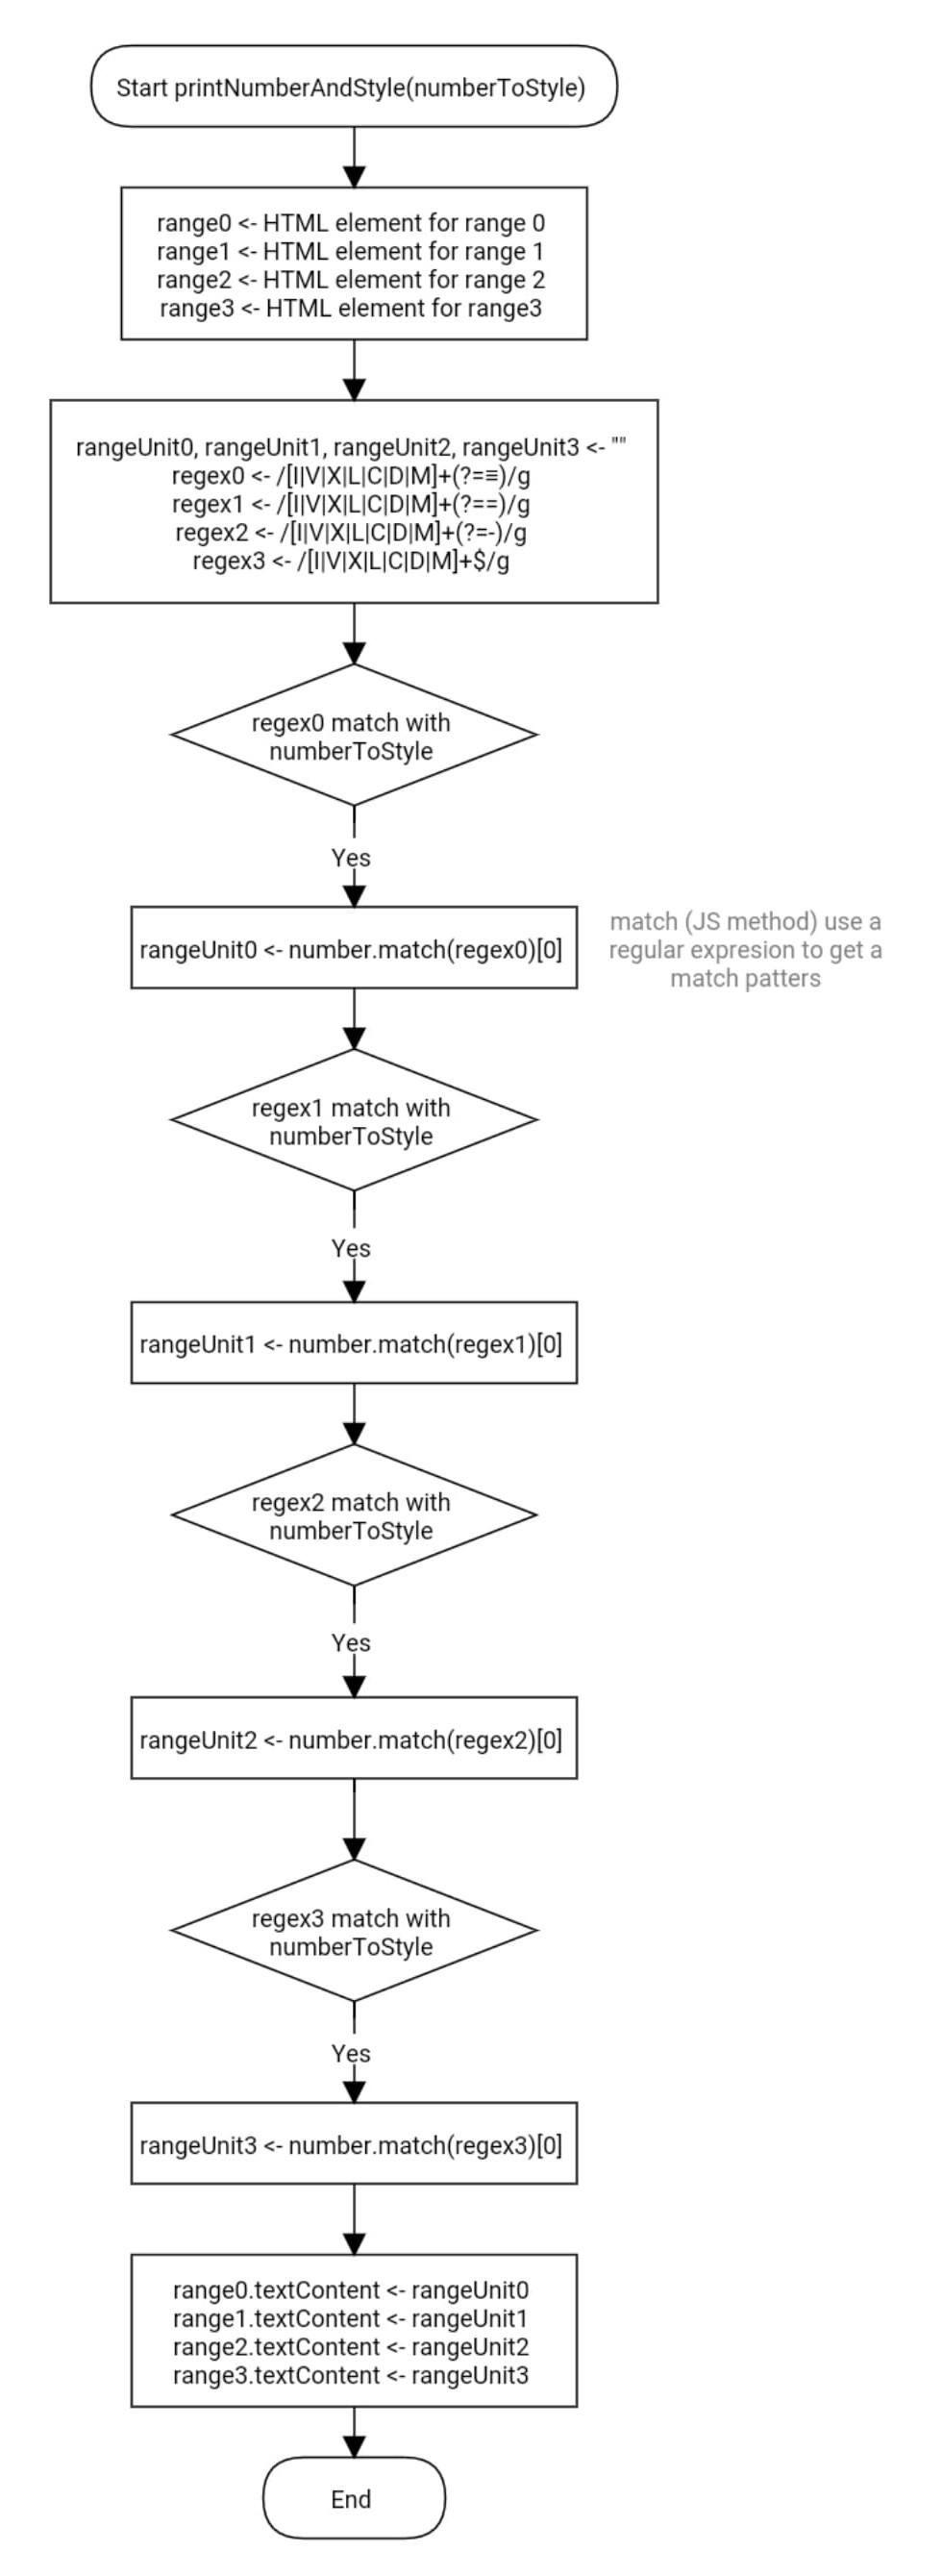 Start printNumberAndStyle(numberToStyle)
range0 <- HTML element for range 0
range1 <- HTML element for range 1
range2 <- HTML element for range 2
range3 <- HTML element for range3
rangeUnit0, rangeUnit1, rangeUnit2, rangeUnit3 <- ""
regex0 <- /[I|V|X|L|C|D|M]+(?=≡)/g
regex1 <- /[I|V|X|L|C|D|M]+(?==)/g
regex2 <- /[I|V|X|L|C|D|M]+(?=-)/g
regex3 <- /[I|V|X|L|C|D|M]+$/g
regex0 match with
numberToStyle
Yes
rangeUnit0 <- number.match(regex0)[0]
match (JS method) use a
regular expresion to get a
match patters
regex1 match with
numberToStyle
Yes
rangeUnit1 <- number.match(regex1)[0]
regex2 match with
numberToStyle
Yes
rangeUnit2 <- number.match(regex2)[0]
regex3 match with
numberToStyle
Yes
rangeUnit3 <- number.match(regex3)[0]
range0.textContent <- rangeUnit0
range1.textContent <- rangeUnit1
range2.textContent <- rangeUnit2
range3.textContent <- rangeUnit3
End